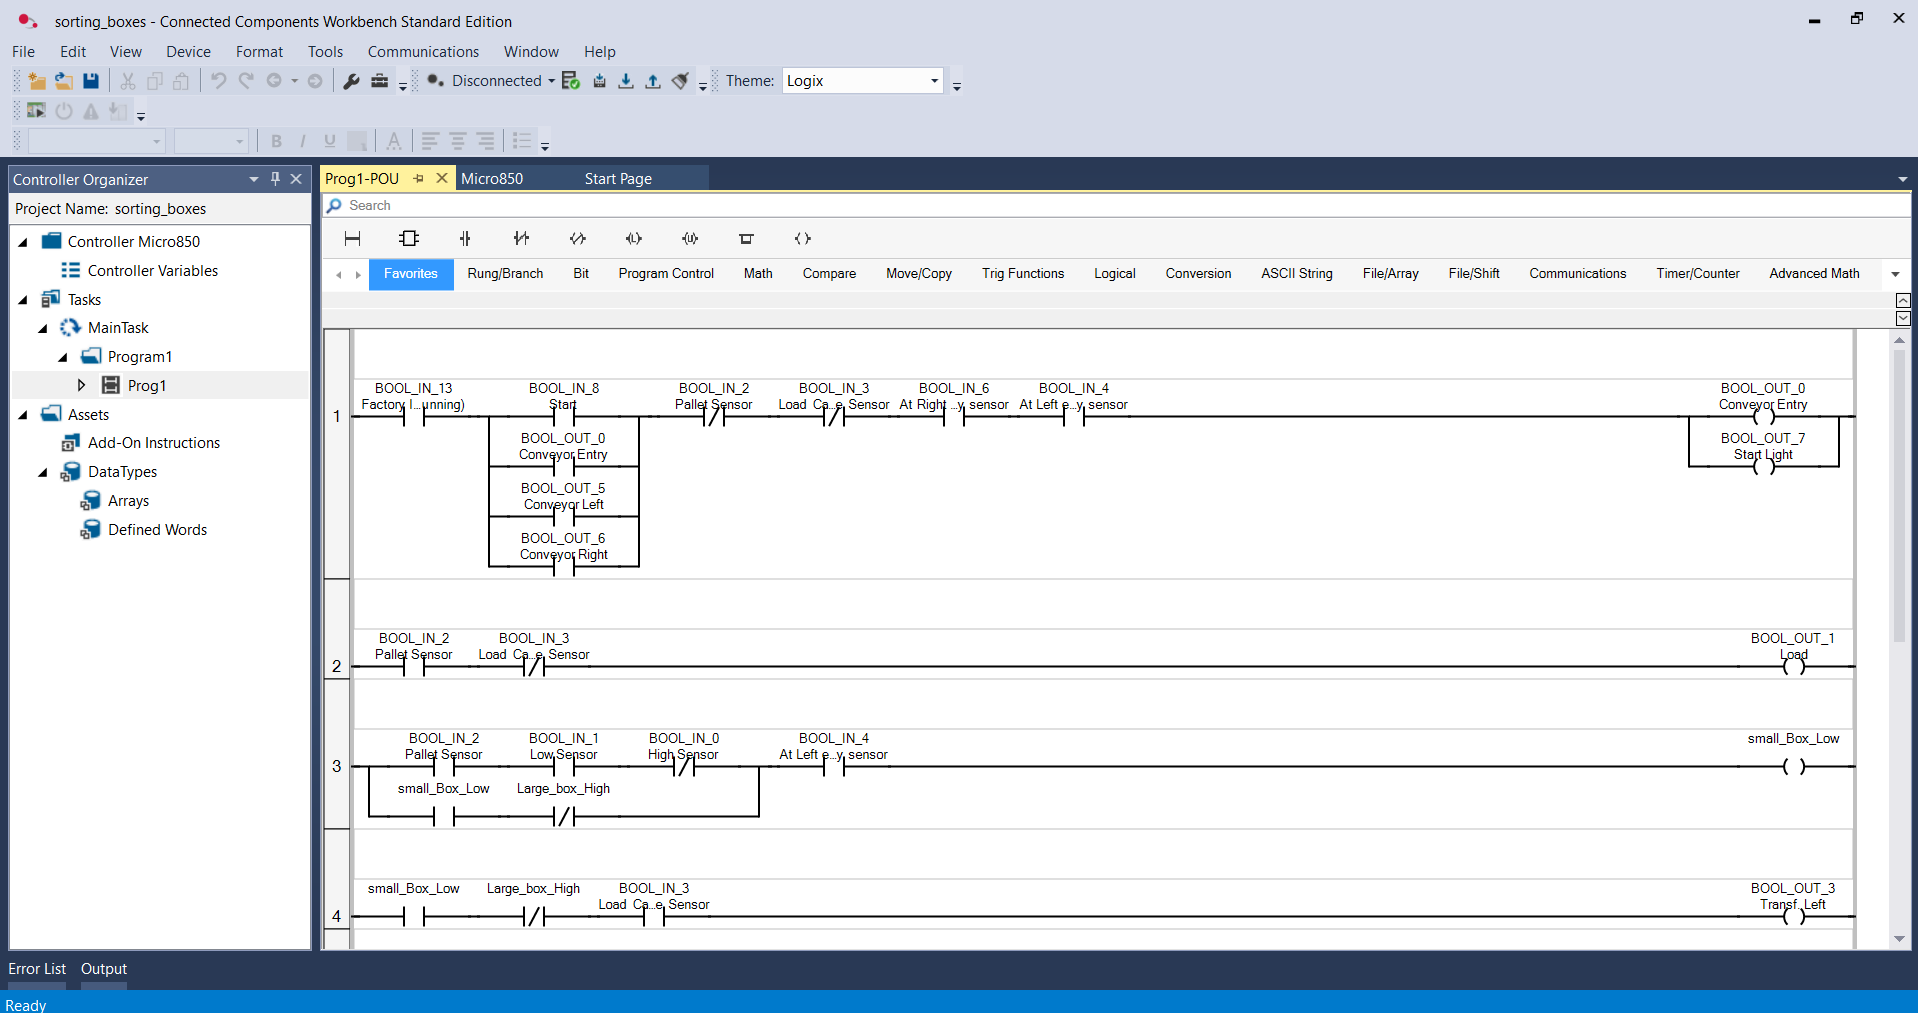 sorting_boxes - Connected Components Workbench Standard Edition
File Edit View Device Format Tools Communications Window Help
Disconnected Theme: Logix
B I U A
Controller Organizer
Project Name: sorting_boxes
Controller Micro850
Controller Variables
Tasks
MainTask
Program1
Prog1
Assets
Add-On Instructions
DataTypes
Arrays
Defined Words
Prog1-POU Micro850 Start Page
Search
Favorites Rung/Branch Bit Program Control Math Compare Move/Copy Trig Functions Logical Conversion ASCII String File/Array File/Shift Communications Timer/Counter Advanced Math
BOOL_IN_13 BOOL_IN_8 BOOL_IN_2 BOOL_IN_3 BOOL_IN_6 BOOL_IN_4 BOOL_OUT_0
Factory I...unning) Start Pallet Sensor Load Ca...e Sensor At Right ...y sensor At Left e...y sensor Conveyor Entry
1
BOOL_OUT_0 BOOL_OUT_7
Conveyor Entry Start Light
BOOL_OUT_5
Conveyor Left
BOOL_OUT_6
Conveyor Right
BOOL_IN_2 BOOL_IN_3 BOOL_OUT_1
Pallet Sensor Load Ca...e Sensor Load
2
BOOL_IN_2 BOOL_IN_1 BOOL_IN_0 BOOL_IN_4 small_Box_Low
Pallet Sensor Low Sensor High Sensor At Left e...y sensor
3
small_Box_Low Large_box_High
small_Box_Low Large_box_High BOOL_IN_3 BOOL_OUT_3
Load Ca...e Sensor Transf. Left
4
Error List Output
Ready